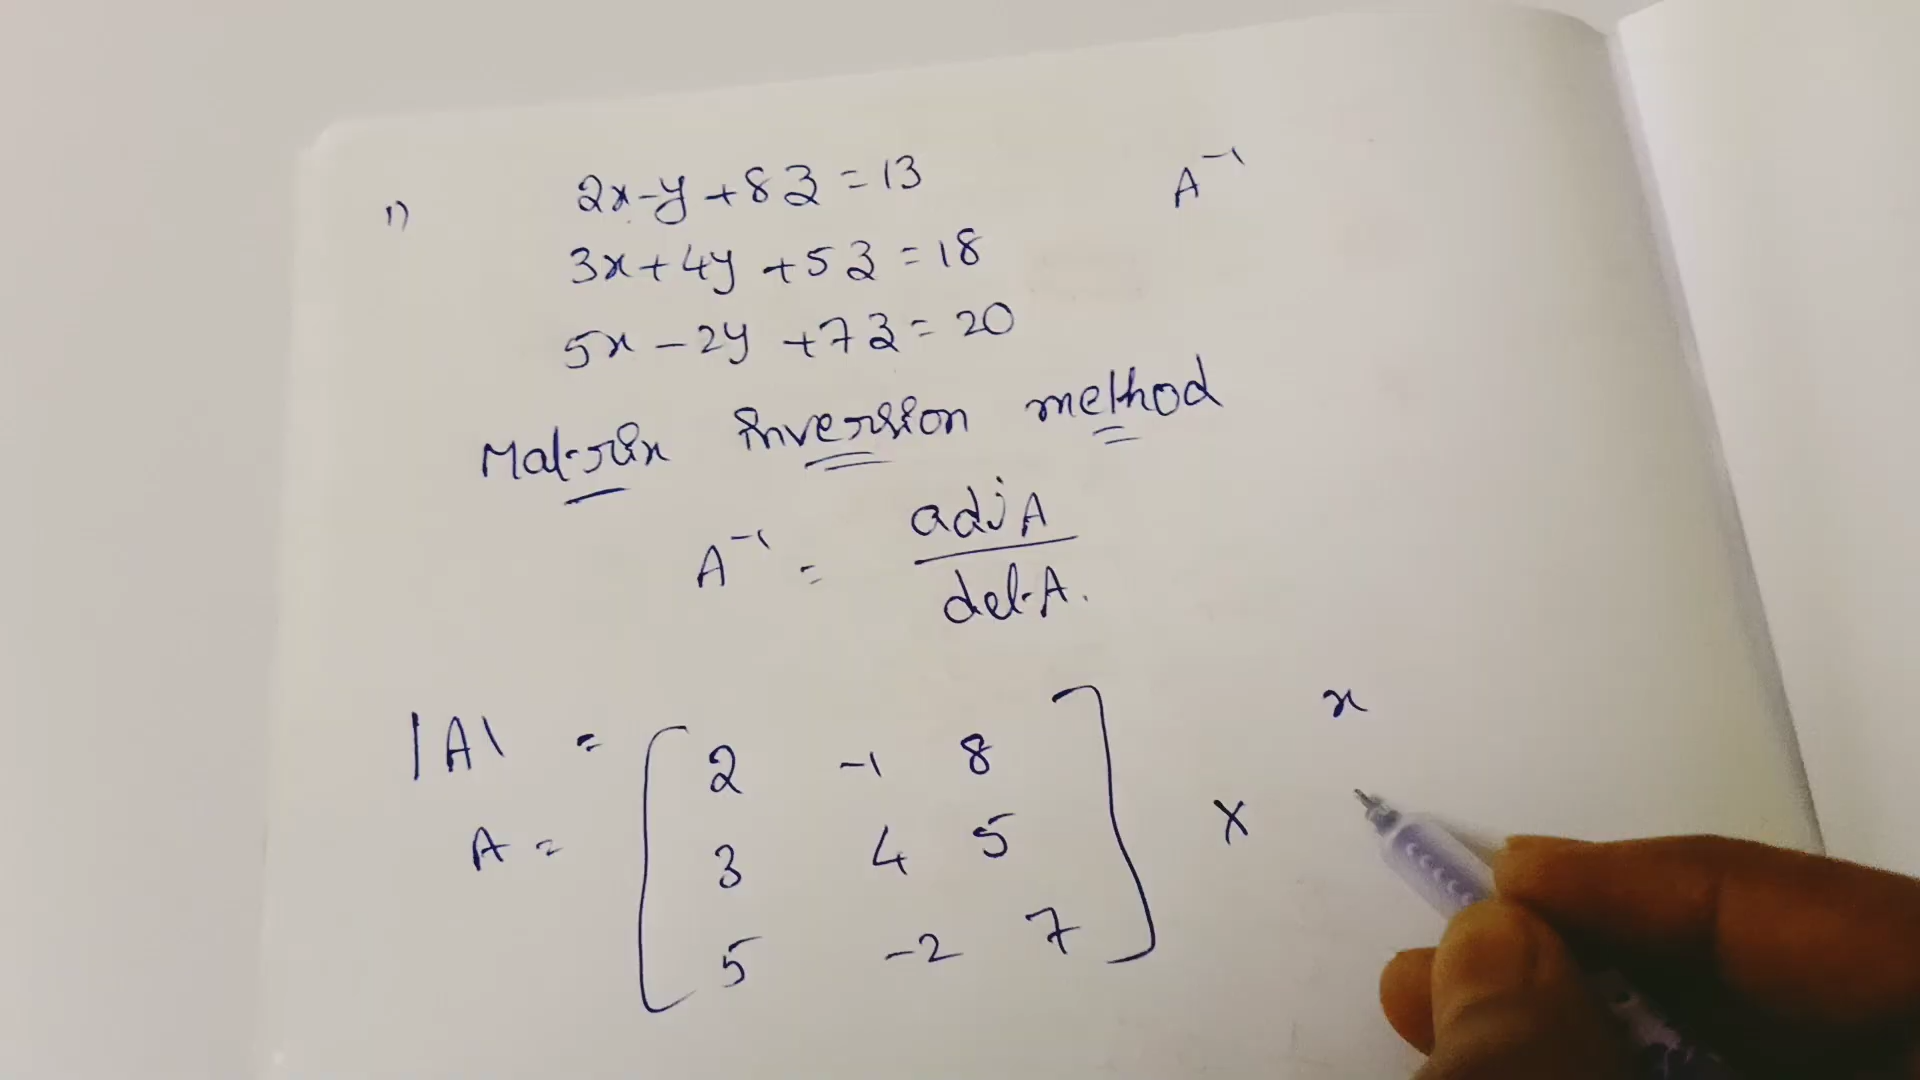 1) 2x-y+8z=13 A⁻¹
3x+4y+5z=18
5x-2y+7z=20
Matrix inversion method
A⁻¹ = adj A
det A.
|A| =
A =
2 -1 8
3 4 5
5 -2 7
X
x